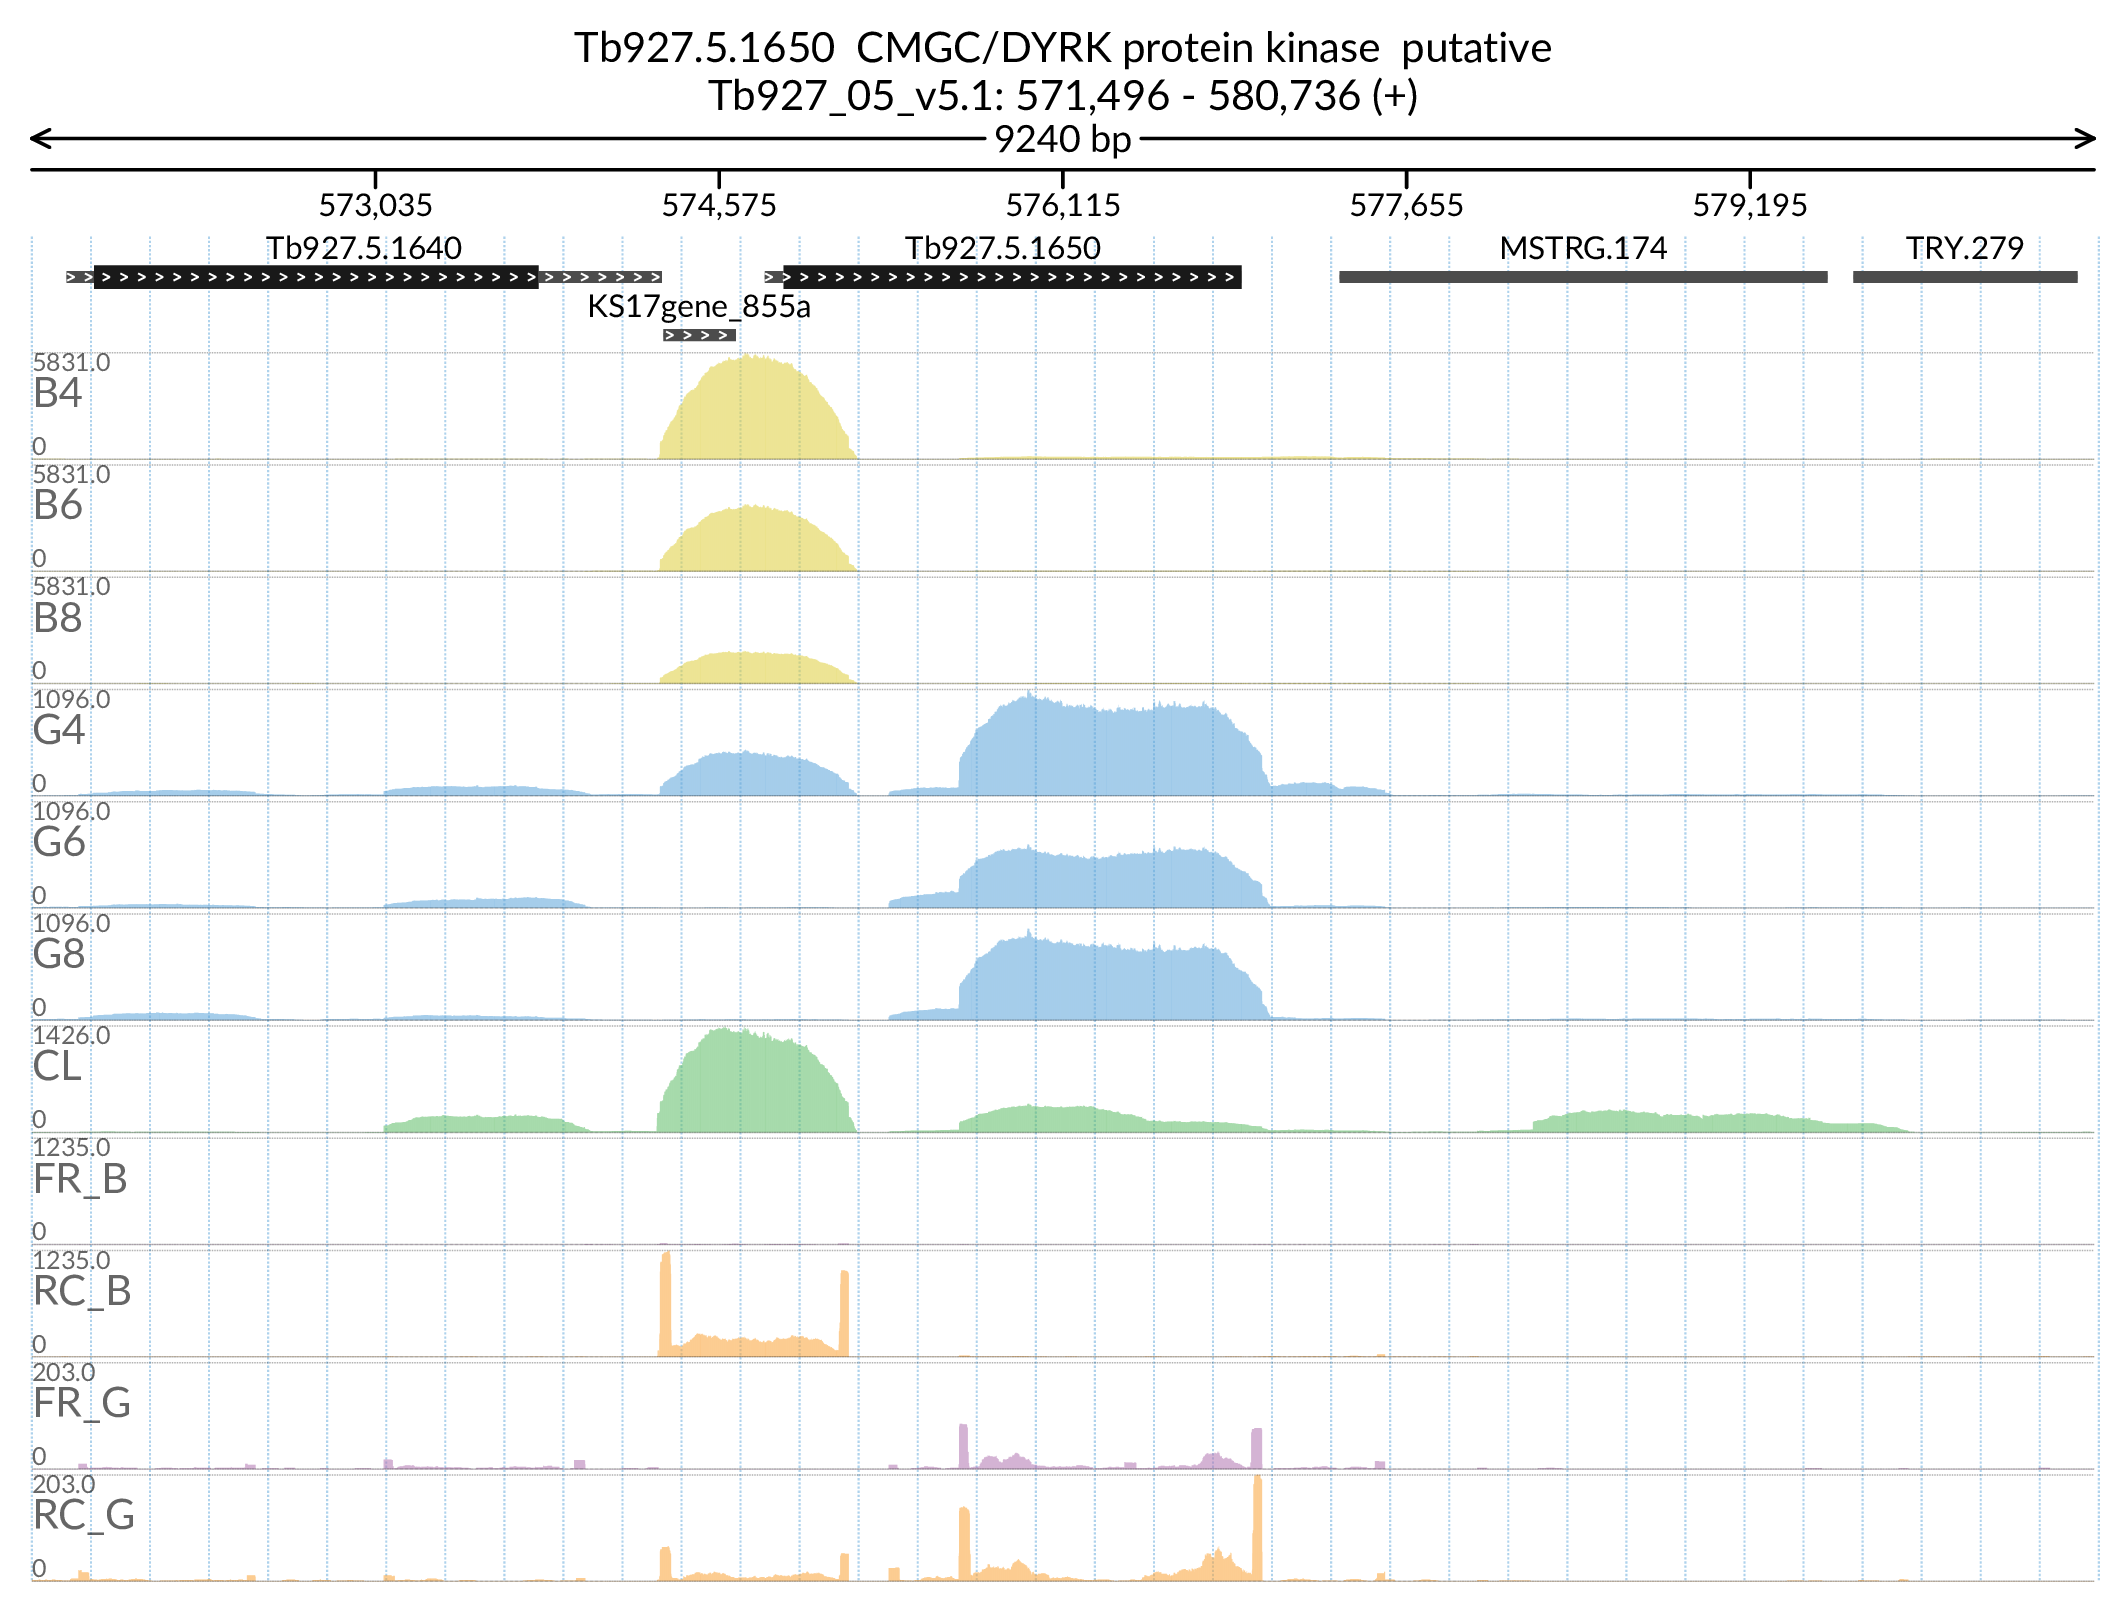 Tb927.5.1650 CMGC/DYRK protein kinase putative
Tb927_05_v5.1: 571,496 - 580,736 (+)
9240 bp
573,035 574,575 576,115 577,655 579,195
Tb927.5.1640 Tb927.5.1650 MSTRG.174 TRY.279
KS17gene_855a
5831.0
B4
0
5831.0
B6
0
5831.0
B8
0
1096.0
G4
0
1096.0
G6
0
1096.0
G8
0
1426.0
CL
0
1235.0
FR_B
0
1235.0
RC_B
0
203.0
FR_G
0
203.0
RC_G
0